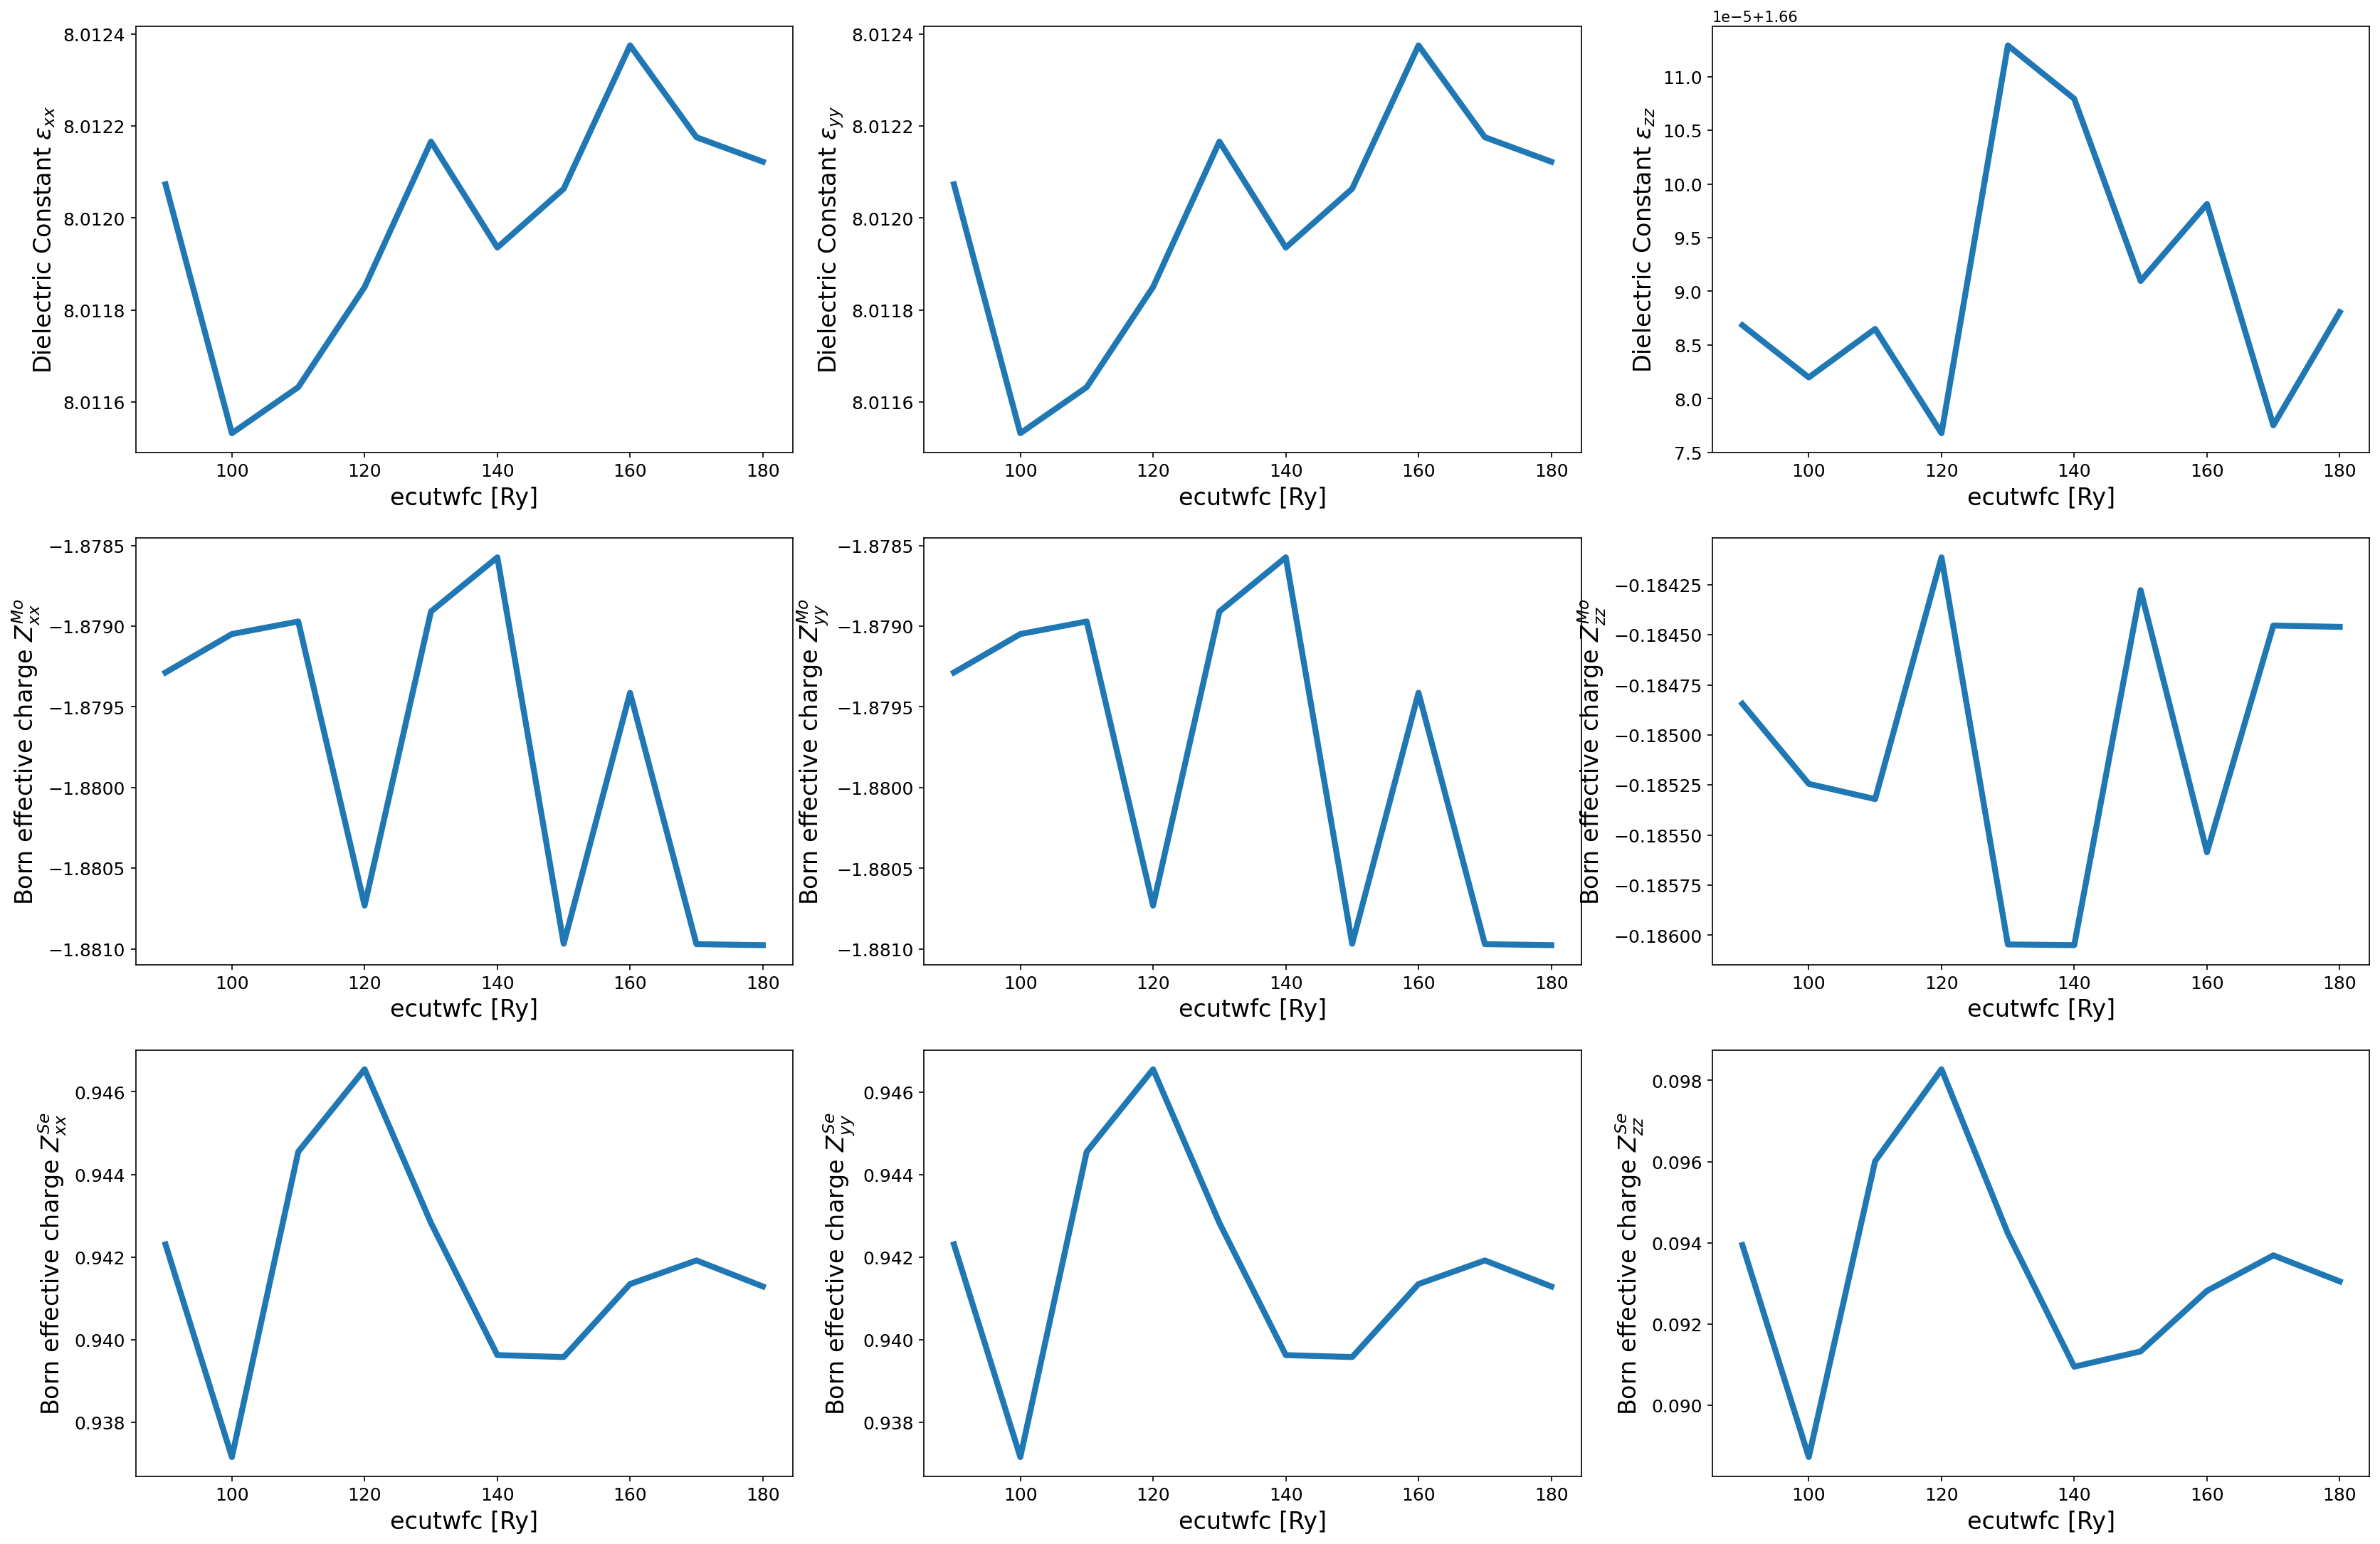 Dielectric Constant εxx
8.0124
8.0122
8.0120
8.0118
8.0116
100 120 140 160 180
ecutwfc [Ry]
Dielectric Constant εyy
8.0124
8.0122
8.0120
8.0118
8.0116
100 120 140 160 180
ecutwfc [Ry]
1e−5+1.66
Dielectric Constant εzz
11.0
10.5
10.0
9.5
9.0
8.5
8.0
7.5
100 120 140 160 180
ecutwfc [Ry]
Born effective charge Z^Mo_xx
−1.8785
−1.8790
−1.8795
−1.8800
−1.8805
−1.8810
100 120 140 160 180
ecutwfc [Ry]
Born effective charge Z^Mo_yy
−1.8785
−1.8790
−1.8795
−1.8800
−1.8805
−1.8810
100 120 140 160 180
ecutwfc [Ry]
Born effective charge Z^Mo_zz
−0.18425
−0.18450
−0.18475
−0.18500
−0.18525
−0.18550
−0.18575
−0.18600
100 120 140 160 180
ecutwfc [Ry]
Born effective charge Z^Se_xx
0.946
0.944
0.942
0.940
0.938
100 120 140 160 180
ecutwfc [Ry]
Born effective charge Z^Se_yy
0.946
0.944
0.942
0.940
0.938
100 120 140 160 180
ecutwfc [Ry]
Born effective charge Z^Se_zz
0.098
0.096
0.094
0.092
0.090
100 120 140 160 180
ecutwfc [Ry]